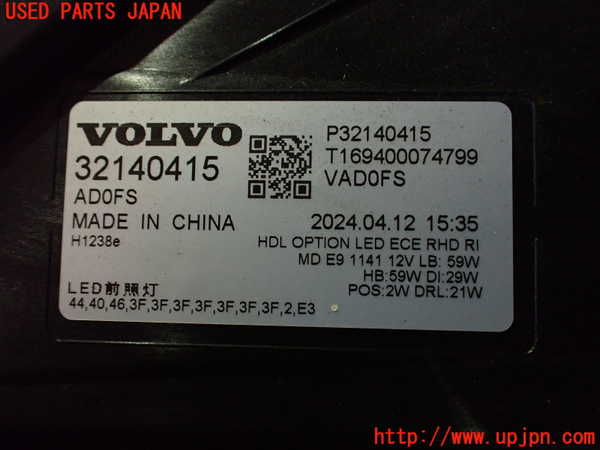 USED PARTS JAPAN
VOLVO
32140415
AD0FS
MADE IN CHINA
H1238e
LED前照灯
44,40,46,3F,3F,3F,3F,3F,3F,3F,2,E3
P32140415
T169400074799
VAD0FS
2024.04.12 15:35
HDL OPTION LED ECE RHD RI
MD E9 1141 12V LB: 59W
HB:59W DI:29W
POS:2W DRL:21W
http://www.upjpn.com/